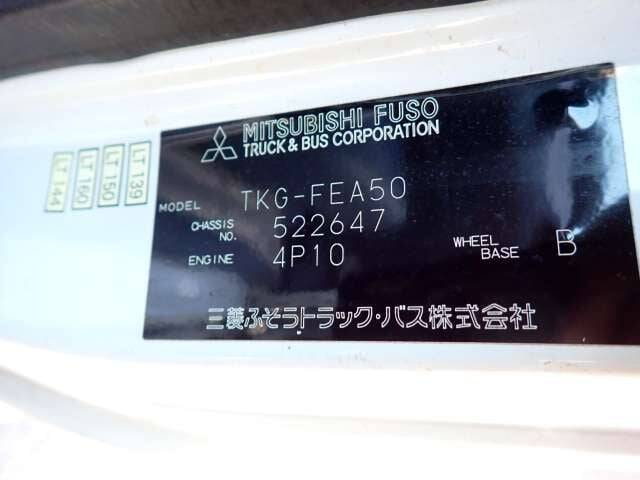 MITSUBISHI FUSO
TRUCK & BUS CORPORATION
MODEL TKG-FEA50
CHASSIS NO. 522647
ENGINE 4P10
WHEEL BASE B
三菱ふそうトラック・バス株式会社
LT 144
LT 160
LT 150
LT 139